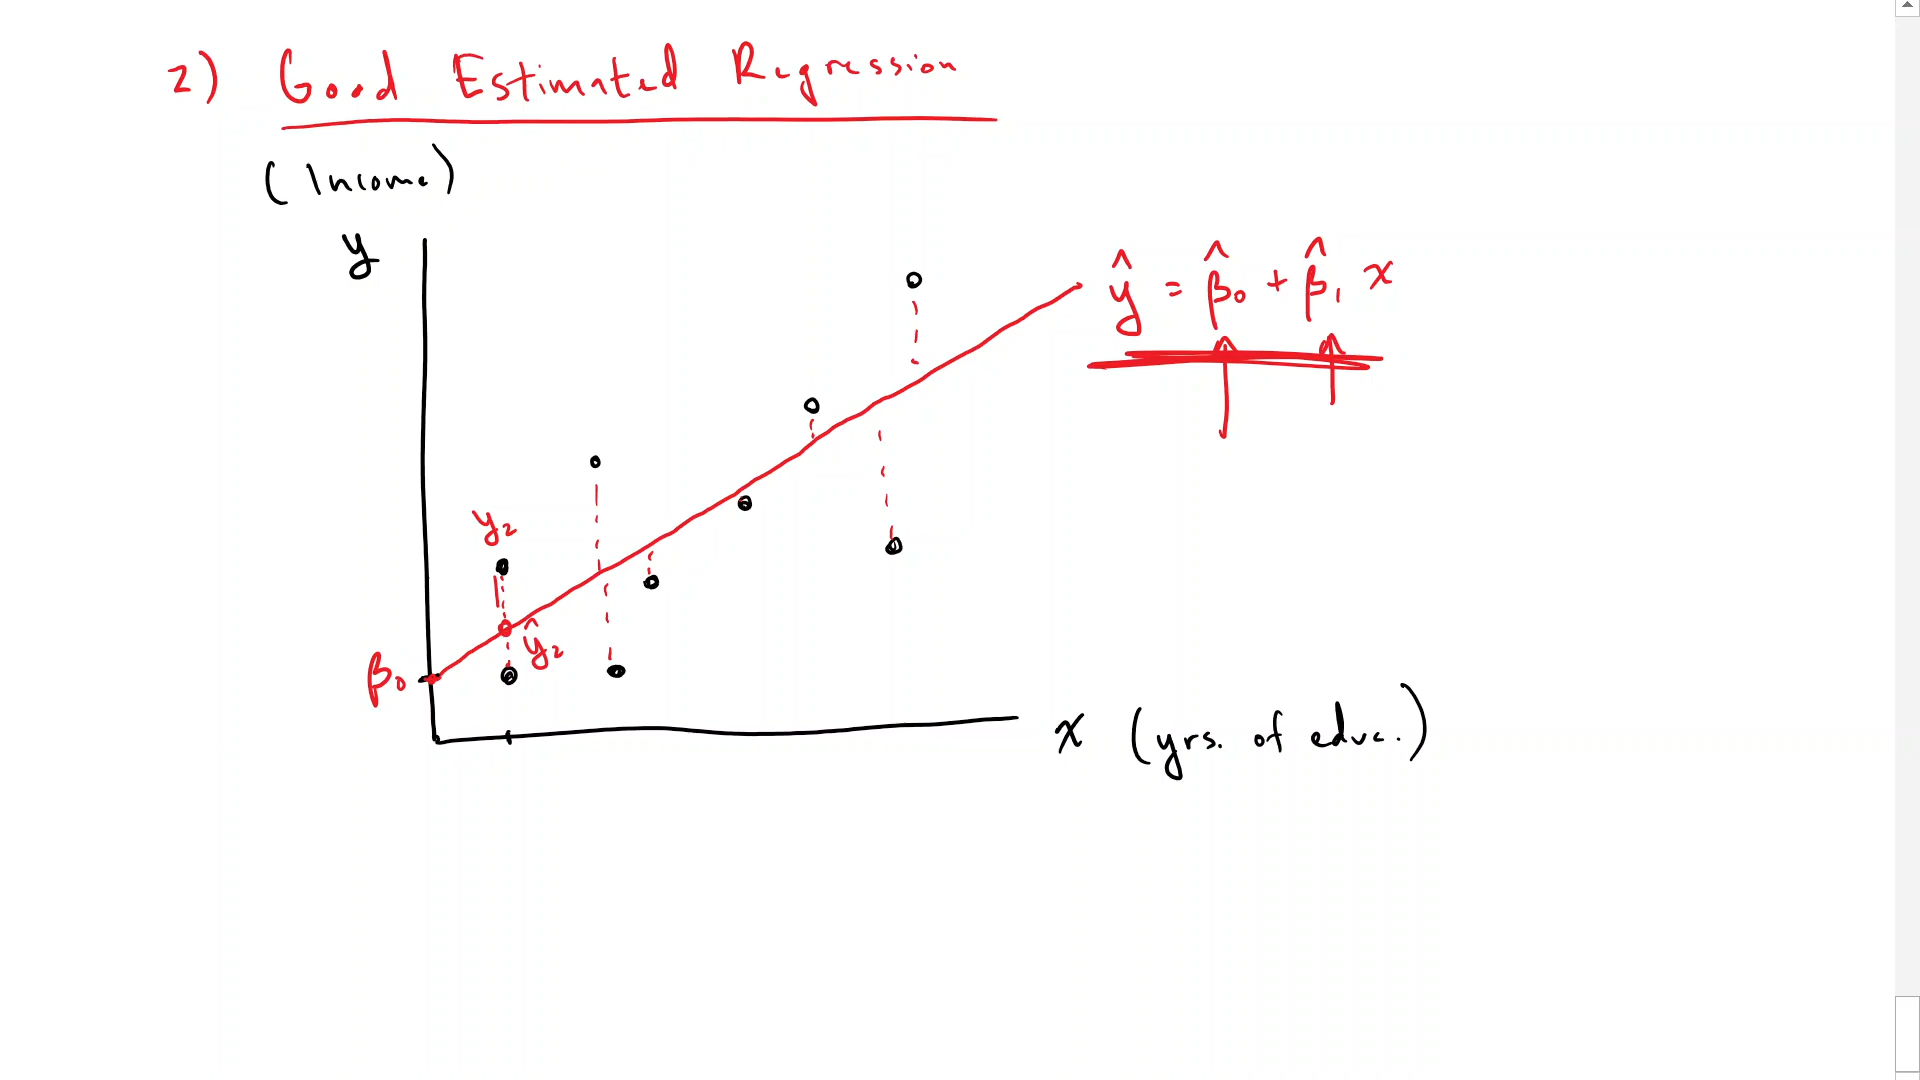 2) Good Estimated Regression
(Income)
y
ŷ = β̂₀ + β̂₁ x
y₂
ŷ₂
β₀
x (yrs. of educ.)